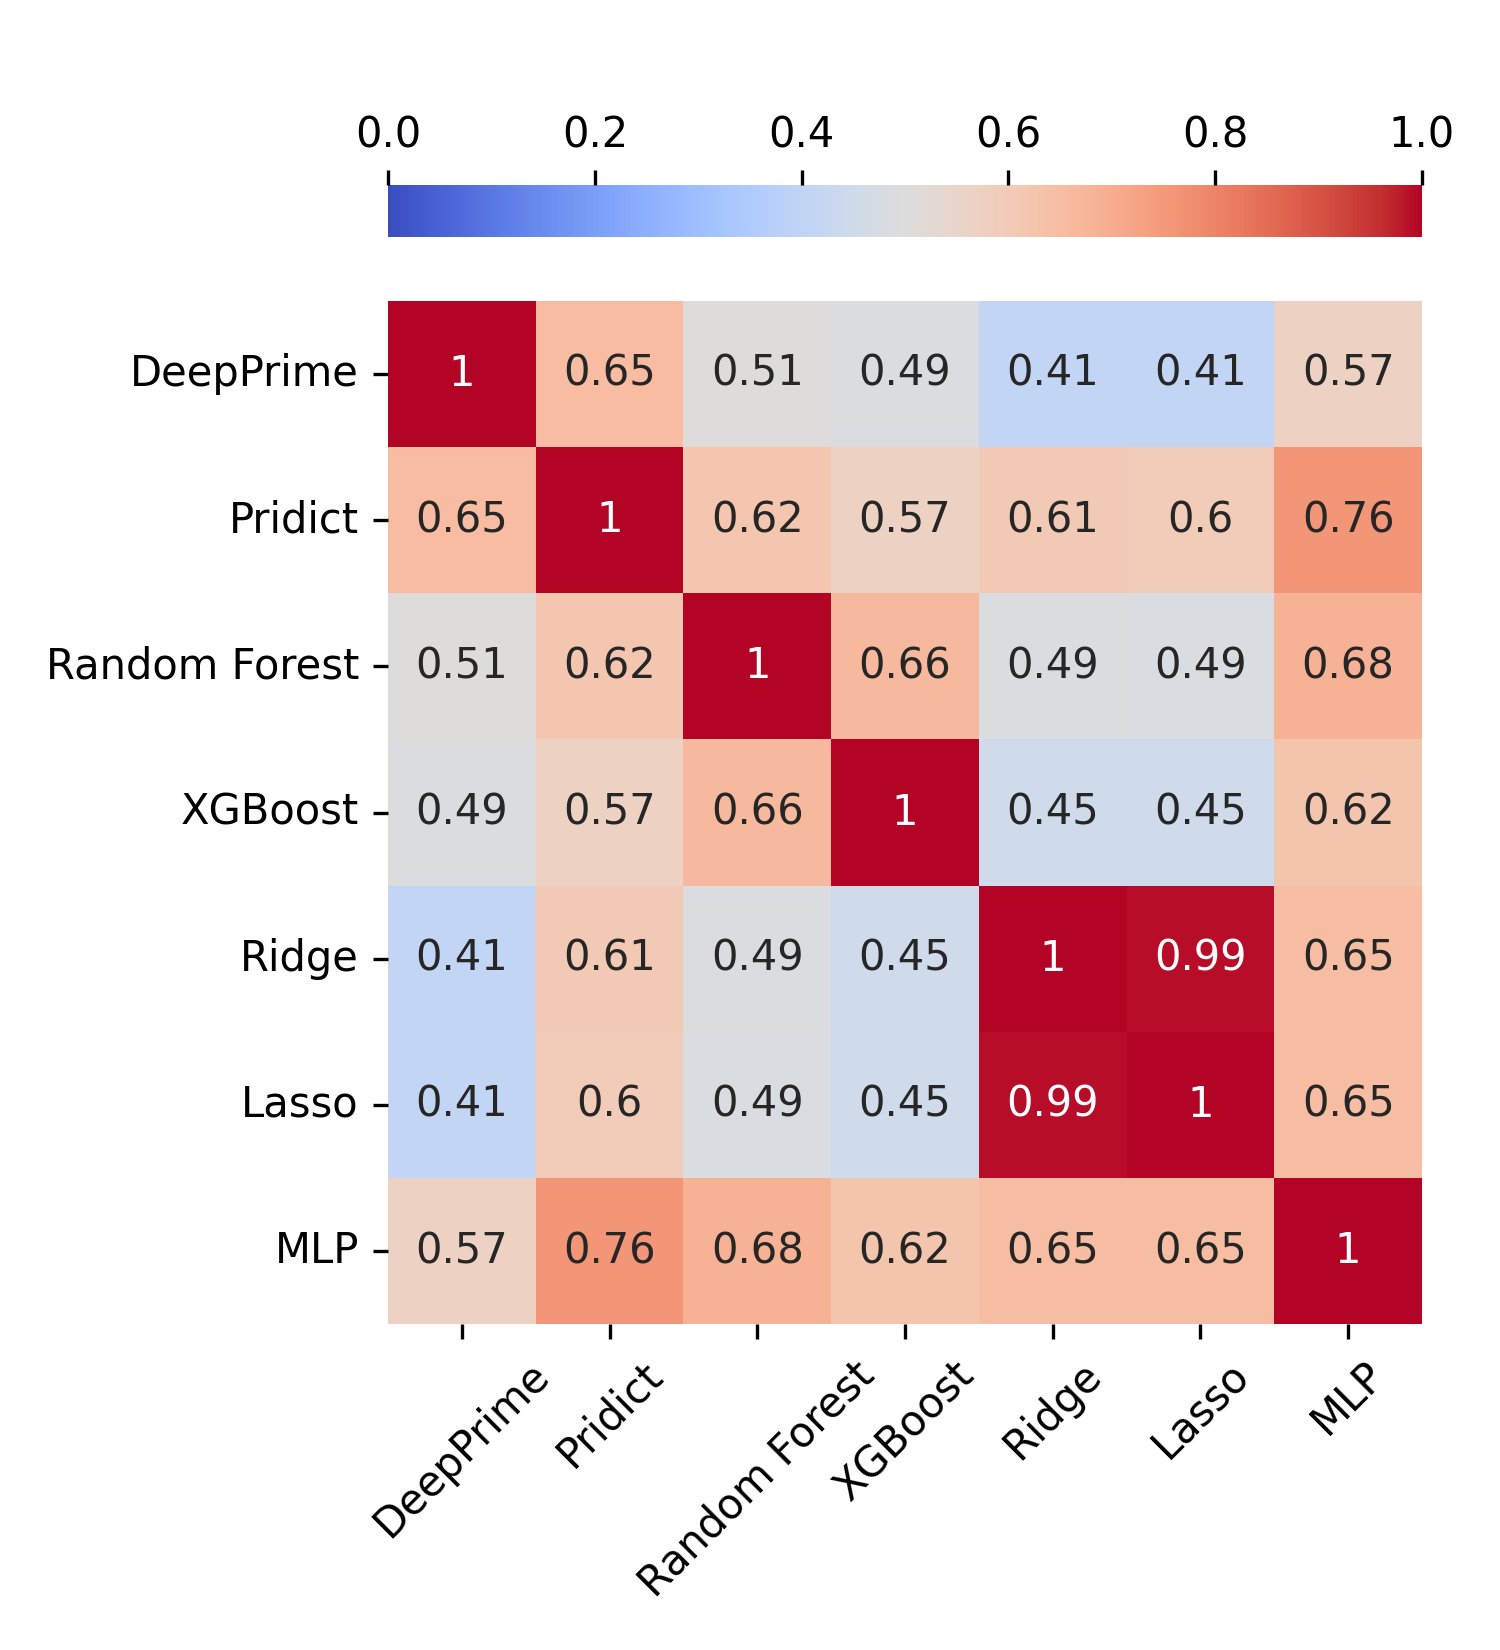 0.0 0.2 0.4 0.6 0.8 1.0
DeepPrime 1 0.65 0.51 0.49 0.41 0.41 0.57
Pridict 0.65 1 0.62 0.57 0.61 0.6 0.76
Random Forest 0.51 0.62 1 0.66 0.49 0.49 0.68
XGBoost 0.49 0.57 0.66 1 0.45 0.45 0.62
Ridge 0.41 0.61 0.49 0.45 1 0.99 0.65
Lasso 0.41 0.6 0.49 0.45 0.99 1 0.65
MLP 0.57 0.76 0.68 0.62 0.65 0.65 1
DeepPrime Pridict Random Forest XGBoost Ridge Lasso MLP